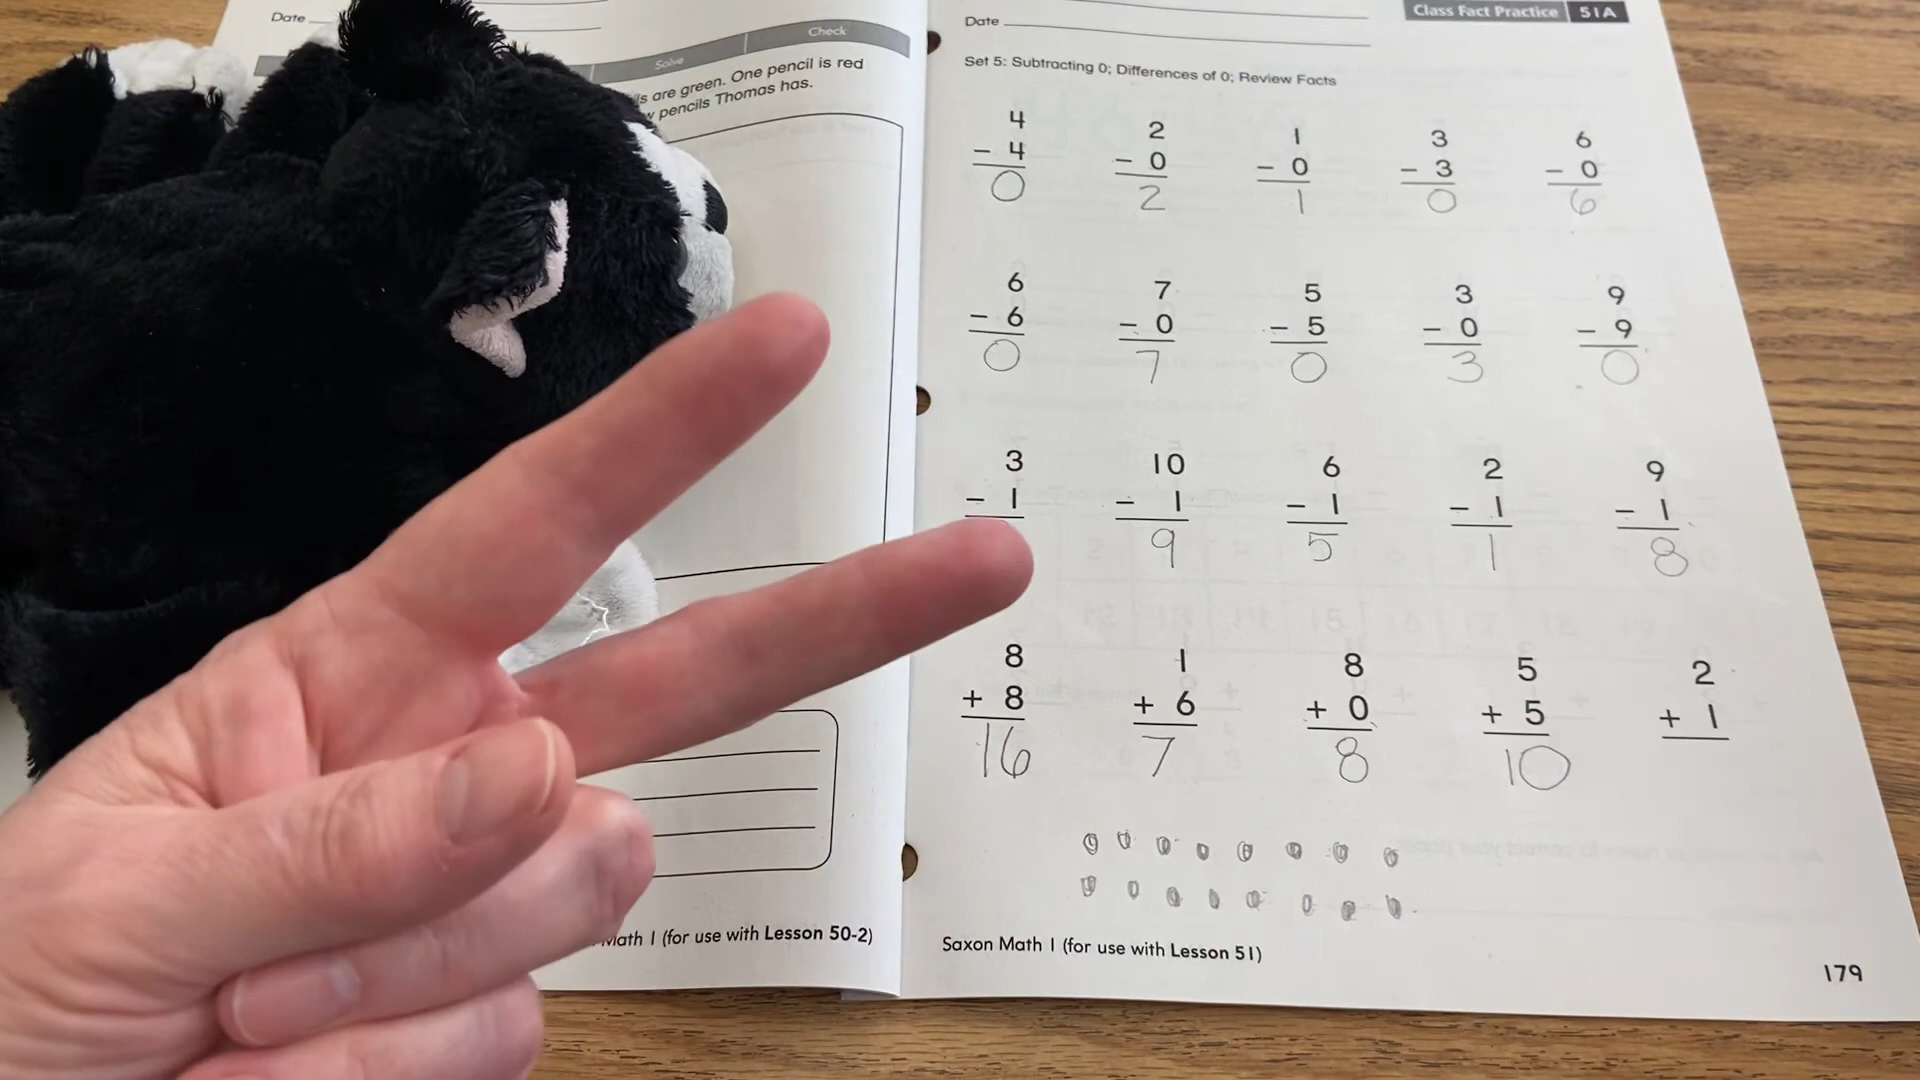 Date
Solve
Check
ls are green. One pencil is red
w pencils Thomas has.
Math 1 (for use with Lesson 50-2)
Class Fact Practice 51A
Date
Set 5: Subtracting 0; Differences of 0; Review Facts
4 2 1 3 6
- 4 - 0 - 0 - 3 - 0
0 2 1 0 6
6 7 5 3 9
- 6 - 0 - 5 - 0 - 9
0 7 0 3 0
3 10 6 2 9
- 1 - 1 - 1 - 1 - 1
9 5 1 8
8 1 8 5 2
+ 8 + 6 + 0 + 5 + 1
16 7 8 10
Saxon Math 1 (for use with Lesson 51)
179